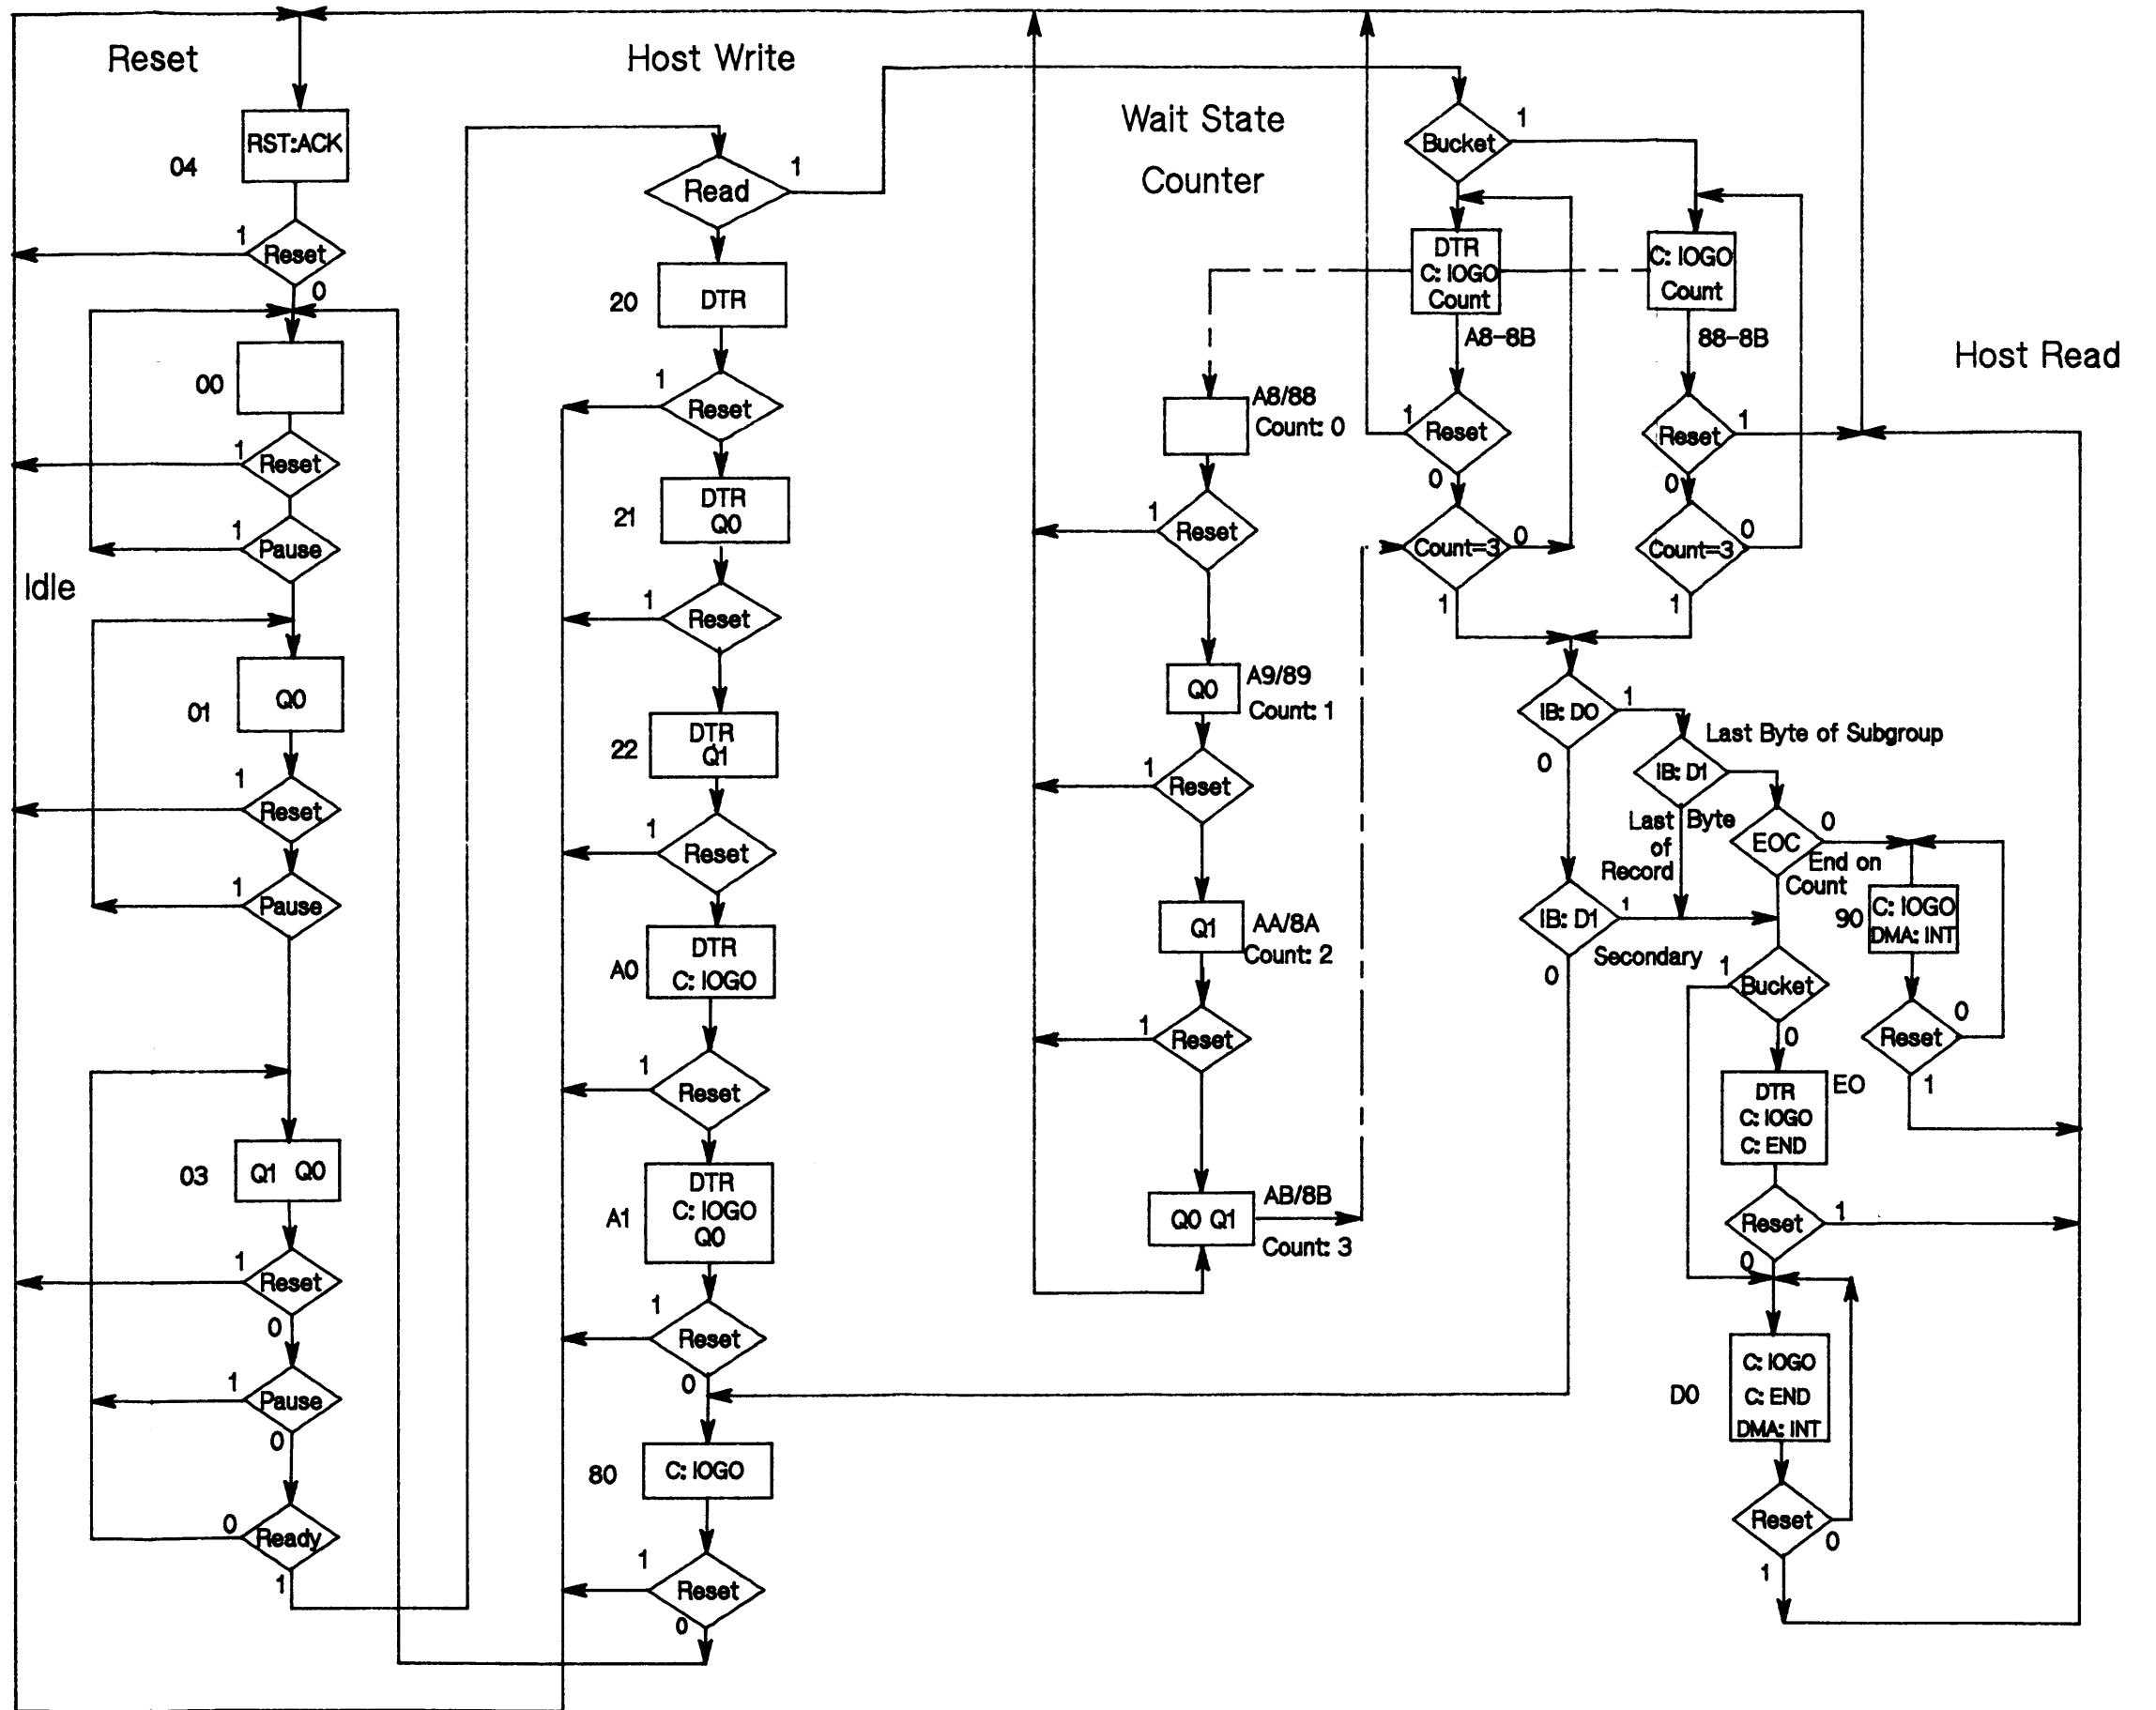 Reset
RST:ACK
04
1
Reset
0
00
1
Reset
1
Pause
Idle
Q0
01
1
Reset
1
Pause
Q1 Q0
03
1
Reset
0
1
Pause
0
0
Ready
1
Host Write
Read
1
20
DTR
1
Reset
21
DTR
Q0
1
Reset
22
DTR
Q1
1
Reset
A0
DTR
C: IOGO
1
Reset
A1
DTR
C: IOGO
Q0
1
Reset
0
80
C: IOGO
1
Reset
0
Wait State
Counter
A8/88
Count: 0
1
Reset
Q0
A9/89
Count: 1
1
Reset
Q1
AA/8A
Count: 2
1
Reset
Q0 Q1
AB/8B
Count: 3
Host Read
Bucket
1
DTR
C: IOGO
Count
A8-8B
1
Reset
0
Count=3
0
1
C: IOGO
Count
88-8B
Reset
1
0
Count=3
0
1
IB: D0
1
0
Last Byte of Subgroup
IB: D1
Last Byte
of
Record
EOC
0
End on
Count
IB: D1
1
Secondary
0
90
C: IOGO
DMA: INT
Reset
0
1
1
Bucket
0
DTR
C: IOGO
C: END
EO
Reset
1
0
D0
C: IOGO
C: END
DMA: INT
Reset
0
1